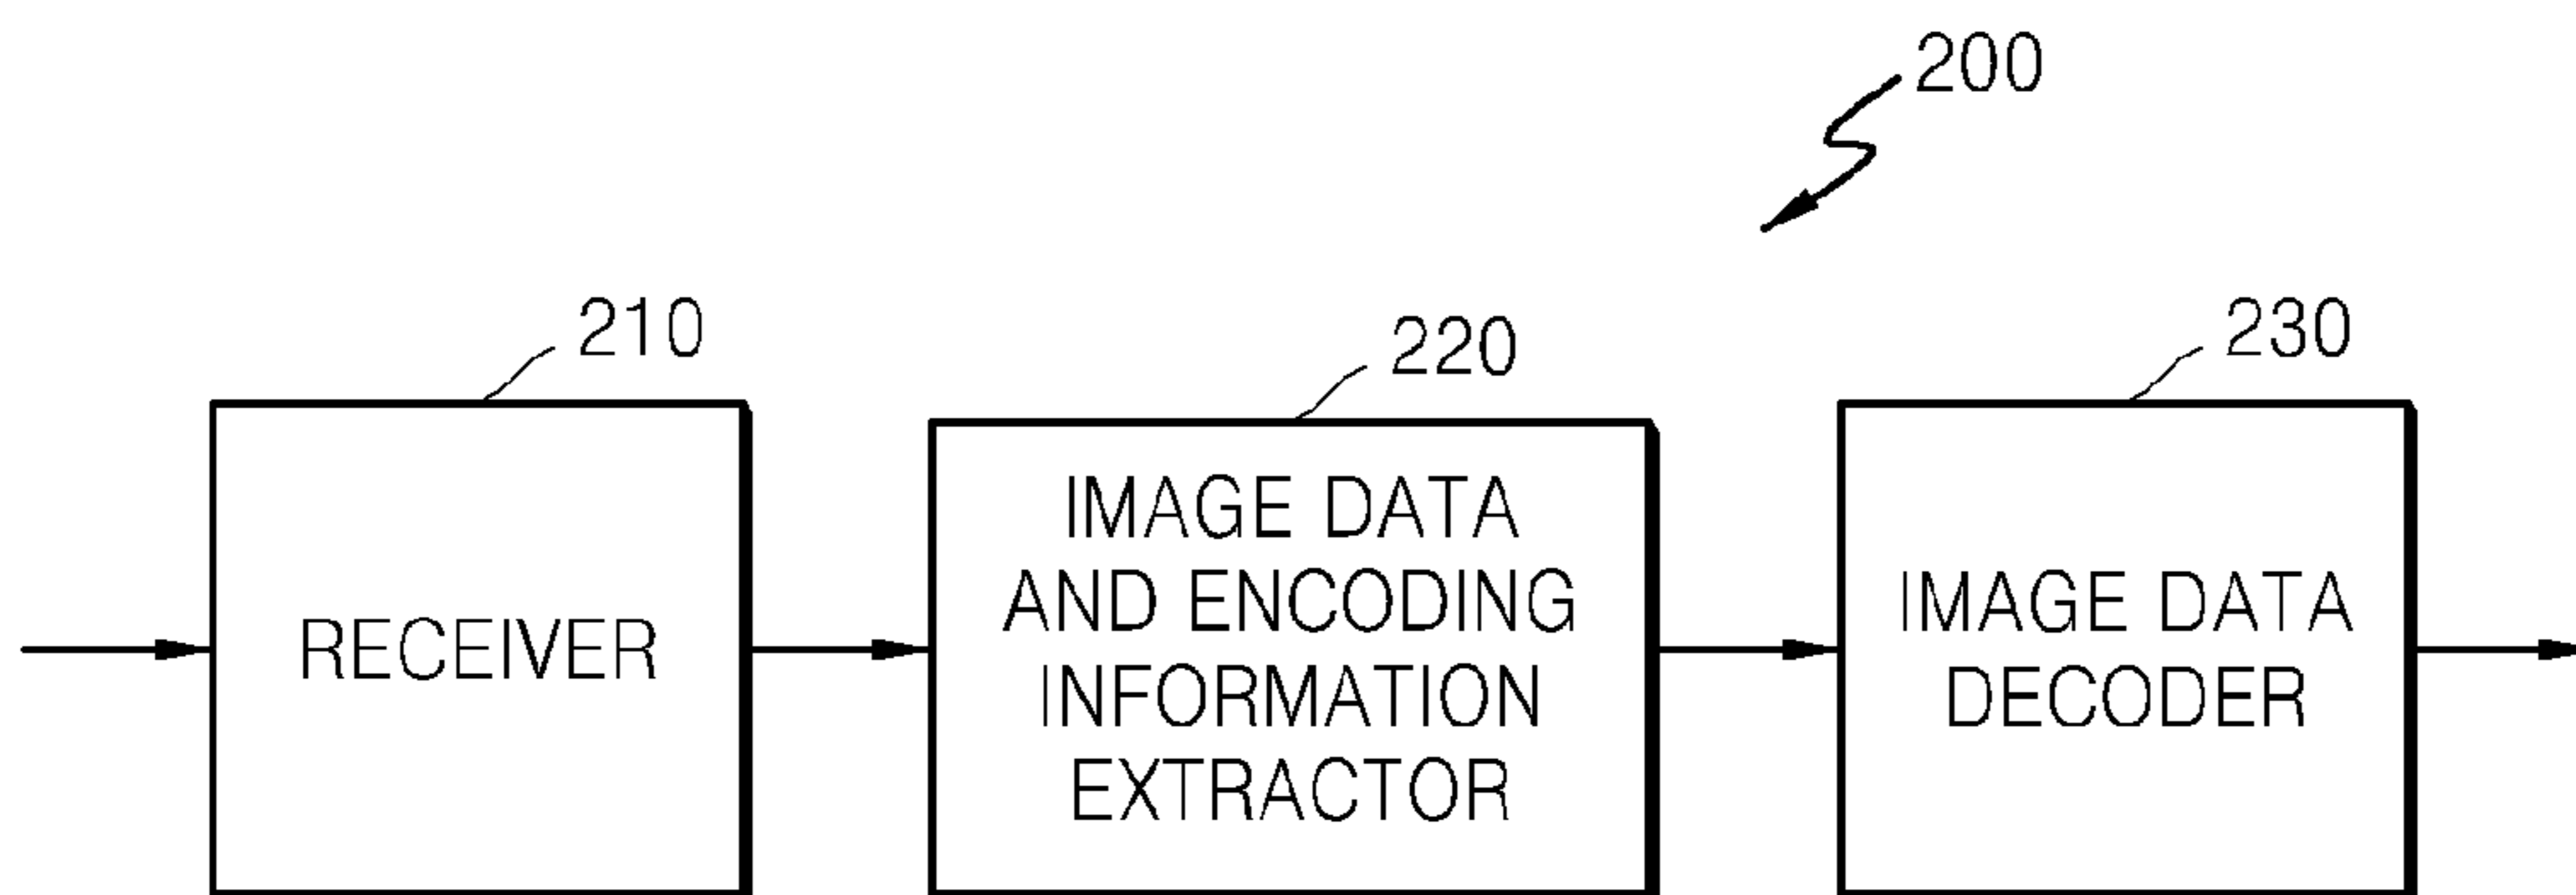 200
210
220
230
RECEIVER
IMAGE DATA
AND ENCODING
INFORMATION
EXTRACTOR
IMAGE DATA
DECODER